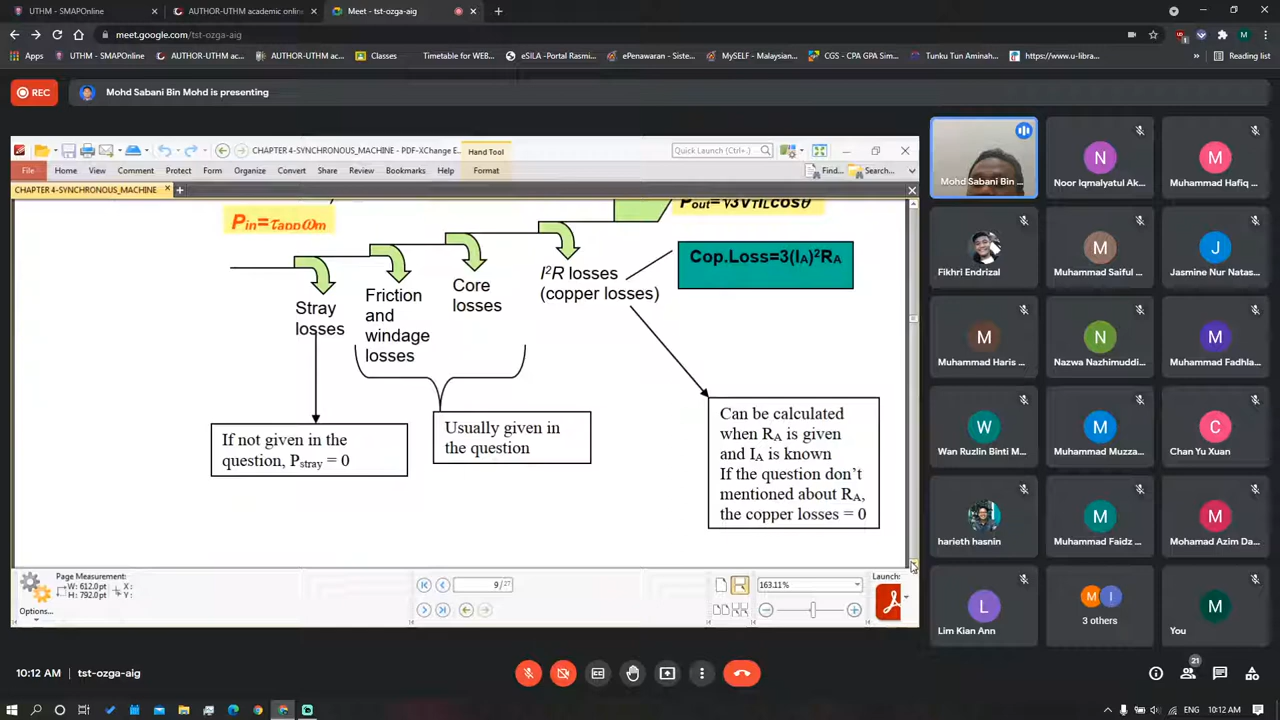 UTHM - SMAPOnline
AUTHOR-UTHM academic onlin
Meet - tst-ozga-aig
meet.google.com/tst-ozga-aig
Apps
UTHM - SMAPOnline
AUTHOR-UTHM ac...
AUTHOR-UTHM ac...
Classes
Timetable for WEB...
eSILA -Portal Rasmi...
ePenawaran - Siste...
MySELF - Malaysian...
CGS - CPA GPA Sim...
Tunku Tun Aminah...
https://www.u-libra...
Reading list
REC
Mohd Sabani Bin Mohd is presenting
CHAPTER 4-SYNCHRONOUS_MACHINE - PDF-XChange E...
Hand Tool
Quick Launch (Ctrl+.)
File
Home
View
Comment
Protect
Form
Organize
Convert
Share
Review
Bookmarks
Help
Format
Find...
Search...
CHAPTER 4-SYNCHRONOUS_MACHINE
Pin=τappωm
Pout=√3VTILcosθ
Cop.Loss=3(IA)²RA
I²R losses
(copper losses)
Core
losses
Friction
and
windage
losses
Stray
losses
If not given in the
question, Pstray = 0
Usually given in
the question
Can be calculated
when RA is given
and IA is known
If the question don't
mentioned about RA,
the copper losses = 0
Options...
Page Measurement:
W: 612.0 pt
H: 792.0 pt
X:
Y:
9 / 27
163.11%
Launch:
Mohd Sabani Bin ...
Noor Iqmalyatul Ak...
Muhammad Hafiq ...
Fikhri Endrizal
Muhammad Saiful ...
Jasmine Nur Natas...
Muhammad Haris ...
Nazwa Nazhimuddi...
Muhammad Fadhla...
Wan Ruzlin Binti M...
Muhammad Muzza...
Chan Yu Xuan
harieth hasnin
Muhammad Faidz ...
Mohamad Azim Da...
Lim Kian Ann
3 others
You
N
M
M
J
M
N
M
W
M
C
M
M
L
M
I
M
10:12 AM
tst-ozga-aig
21
ENG
10:12 AM